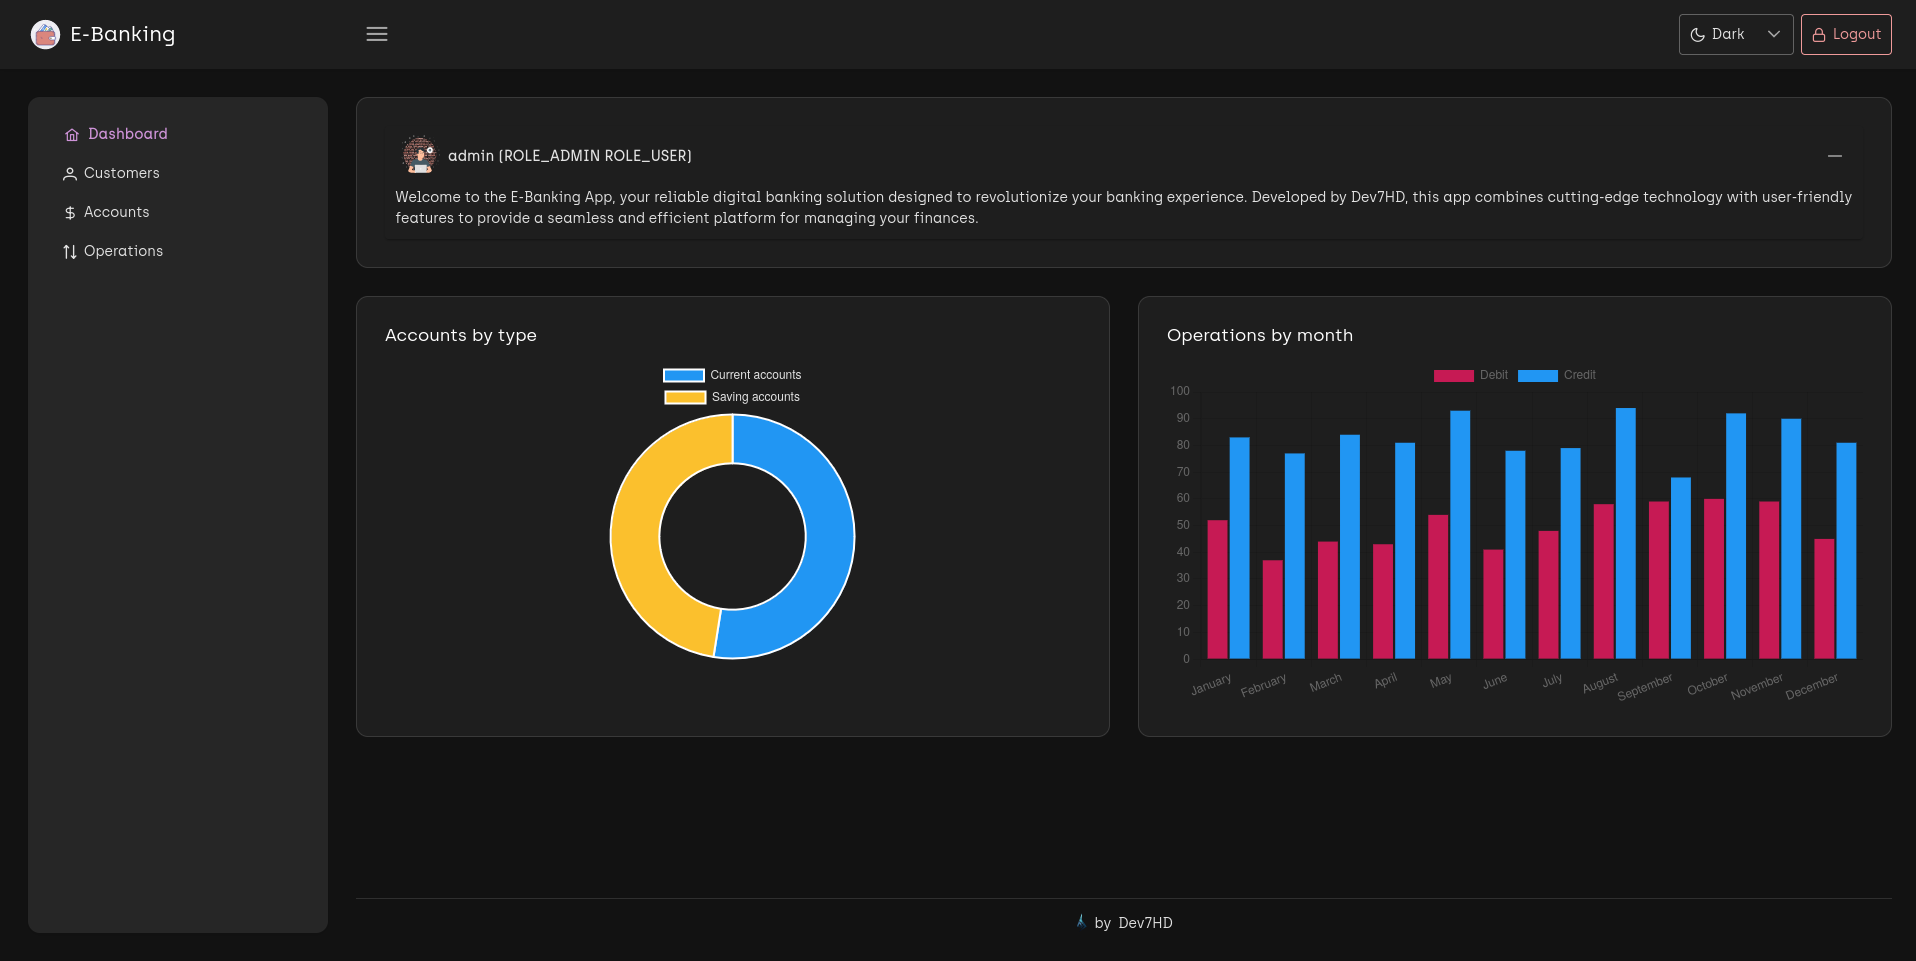 E-Banking
Dark
Logout
Dashboard
Customers
Accounts
Operations
admin [ROLE_ADMIN ROLE_USER]
Welcome to the E-Banking App, your reliable digital banking solution designed to revolutionize your banking experience. Developed by Dev7HD, this app combines cutting-edge technology with user-friendly
features to provide a seamless and efficient platform for managing your finances.
Accounts by type
Current accounts
Saving accounts
Operations by month
Debit Credit
100
90
80
70
60
50
40
30
20
10
0
January February March April May June July August September October November December
by Dev7HD